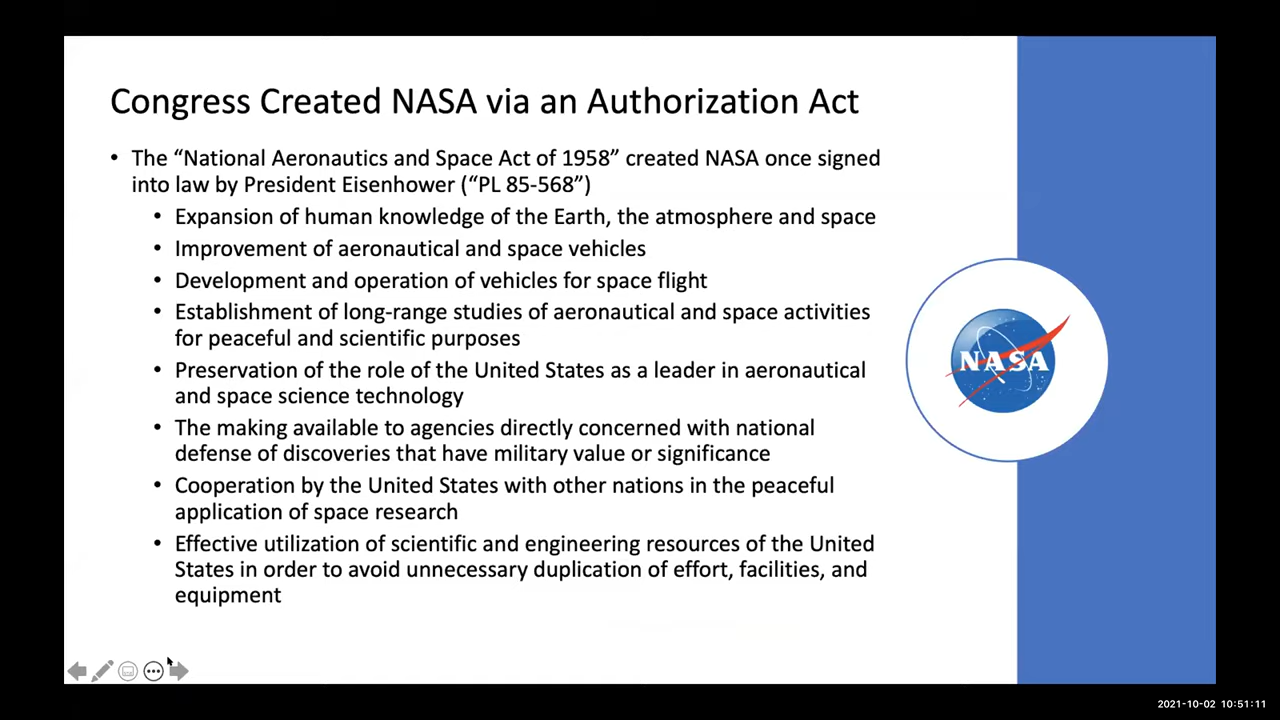 Congress Created NASA via an Authorization Act
• The “National Aeronautics and Space Act of 1958” created NASA once signed
into law by President Eisenhower (“PL 85-568”)
• Expansion of human knowledge of the Earth, the atmosphere and space
• Improvement of aeronautical and space vehicles
• Development and operation of vehicles for space flight
• Establishment of long-range studies of aeronautical and space activities
for peaceful and scientific purposes
• Preservation of the role of the United States as a leader in aeronautical
and space science technology
• The making available to agencies directly concerned with national
defense of discoveries that have military value or significance
• Cooperation by the United States with other nations in the peaceful
application of space research
• Effective utilization of scientific and engineering resources of the United
States in order to avoid unnecessary duplication of effort, facilities, and
equipment
NASA
2021-10-02 10:51:11